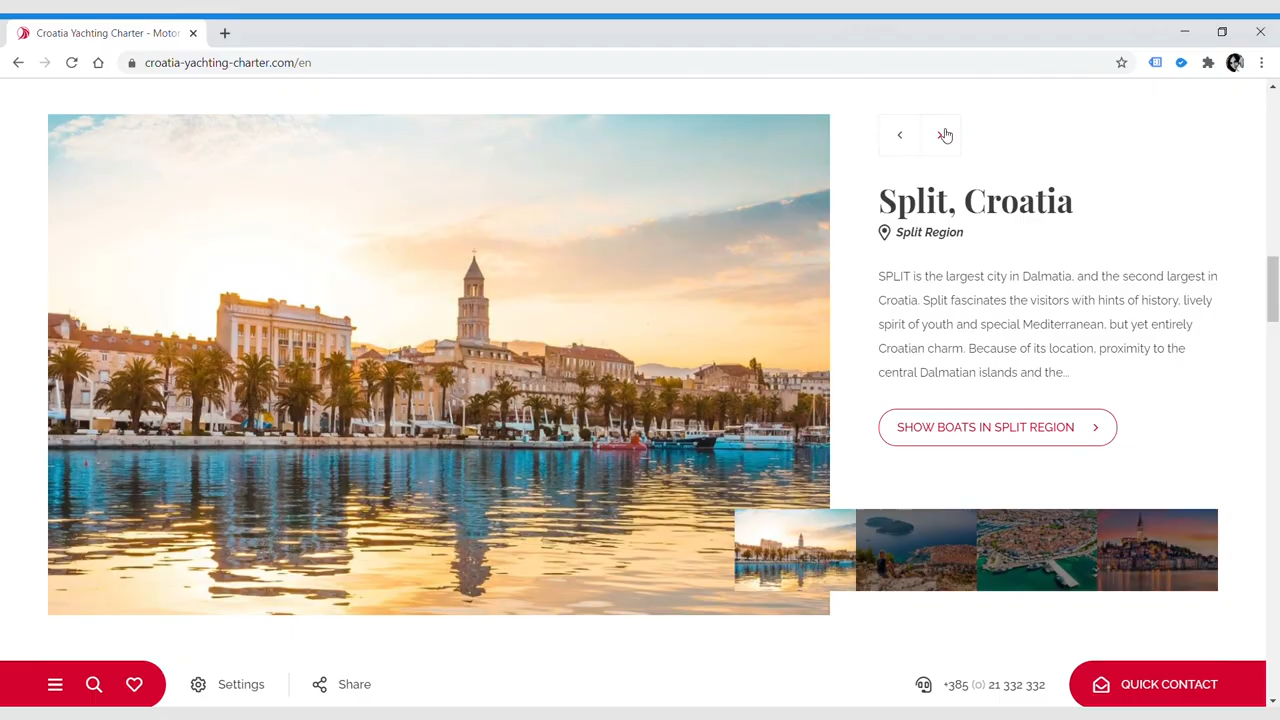 Croatia Yachting Charter - Motor
croatia-yachting-charter.com/en
Split, Croatia
Split Region
SPLIT is the largest city in Dalmatia, and the second largest in
Croatia. Split fascinates the visitors with hints of history, lively
spirit of youth and special Mediterranean, but yet entirely
Croatian charm. Because of its location, proximity to the
central Dalmatian islands and the...
SHOW BOATS IN SPLIT REGION
Settings
Share
+385 (0) 21 332 332
QUICK CONTACT